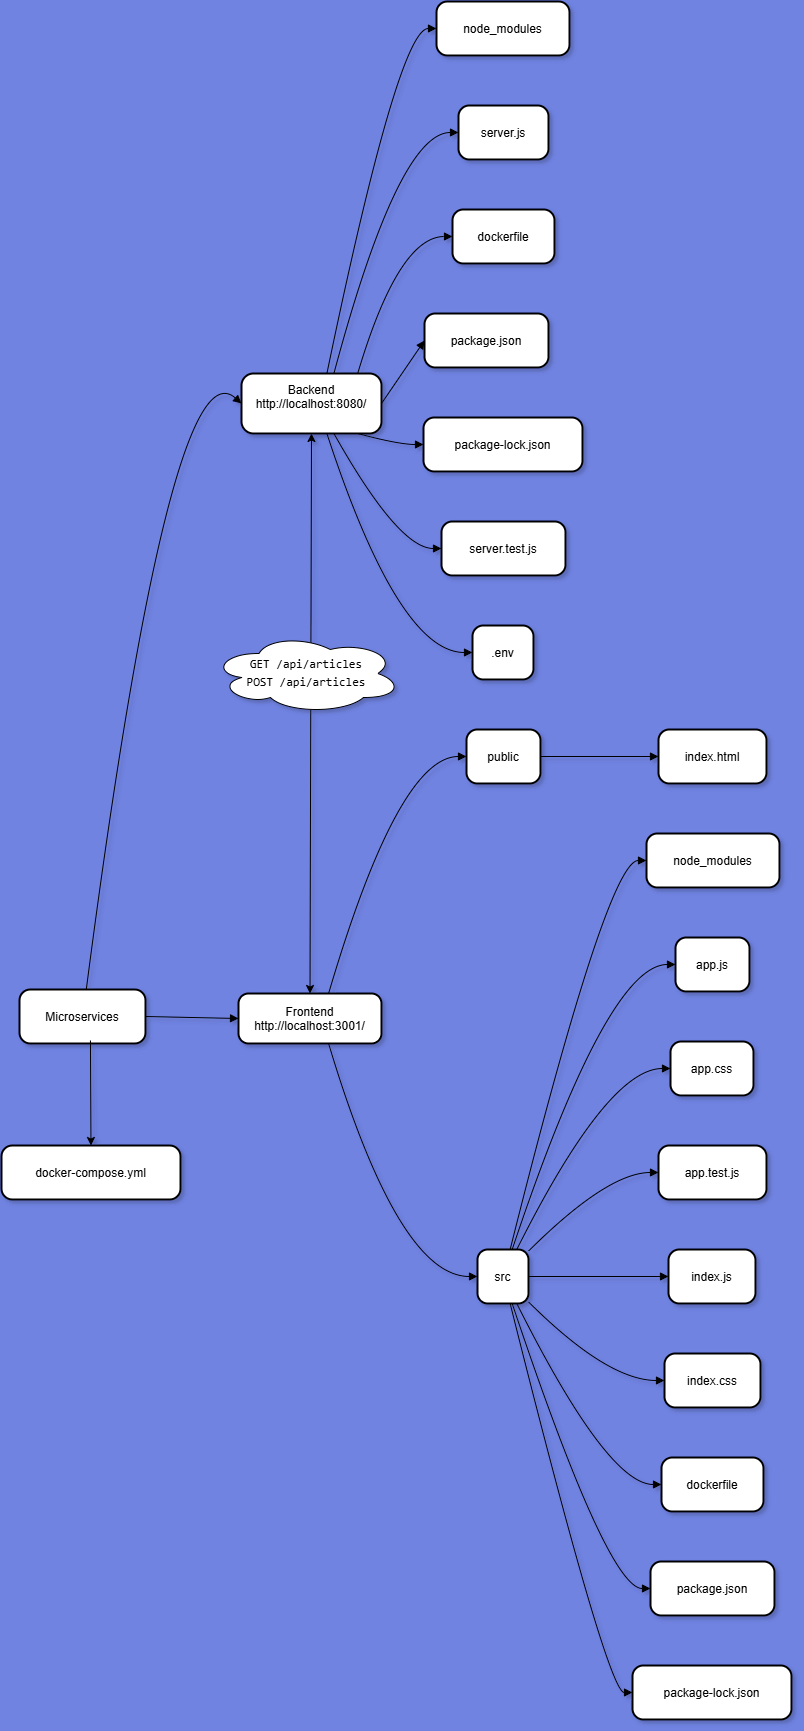 node_modules
server.js
dockerfile
package.json
Backend
http://localhost:8080/
package-lock.json
server.test.js
.env
GET /api/articles
POST /api/articles
public
index.html
node_modules
app.js
Microservices
Frontend
http://localhost:3001/
app.css
docker-compose.yml
app.test.js
src
index.js
index.css
dockerfile
package.json
package-lock.json